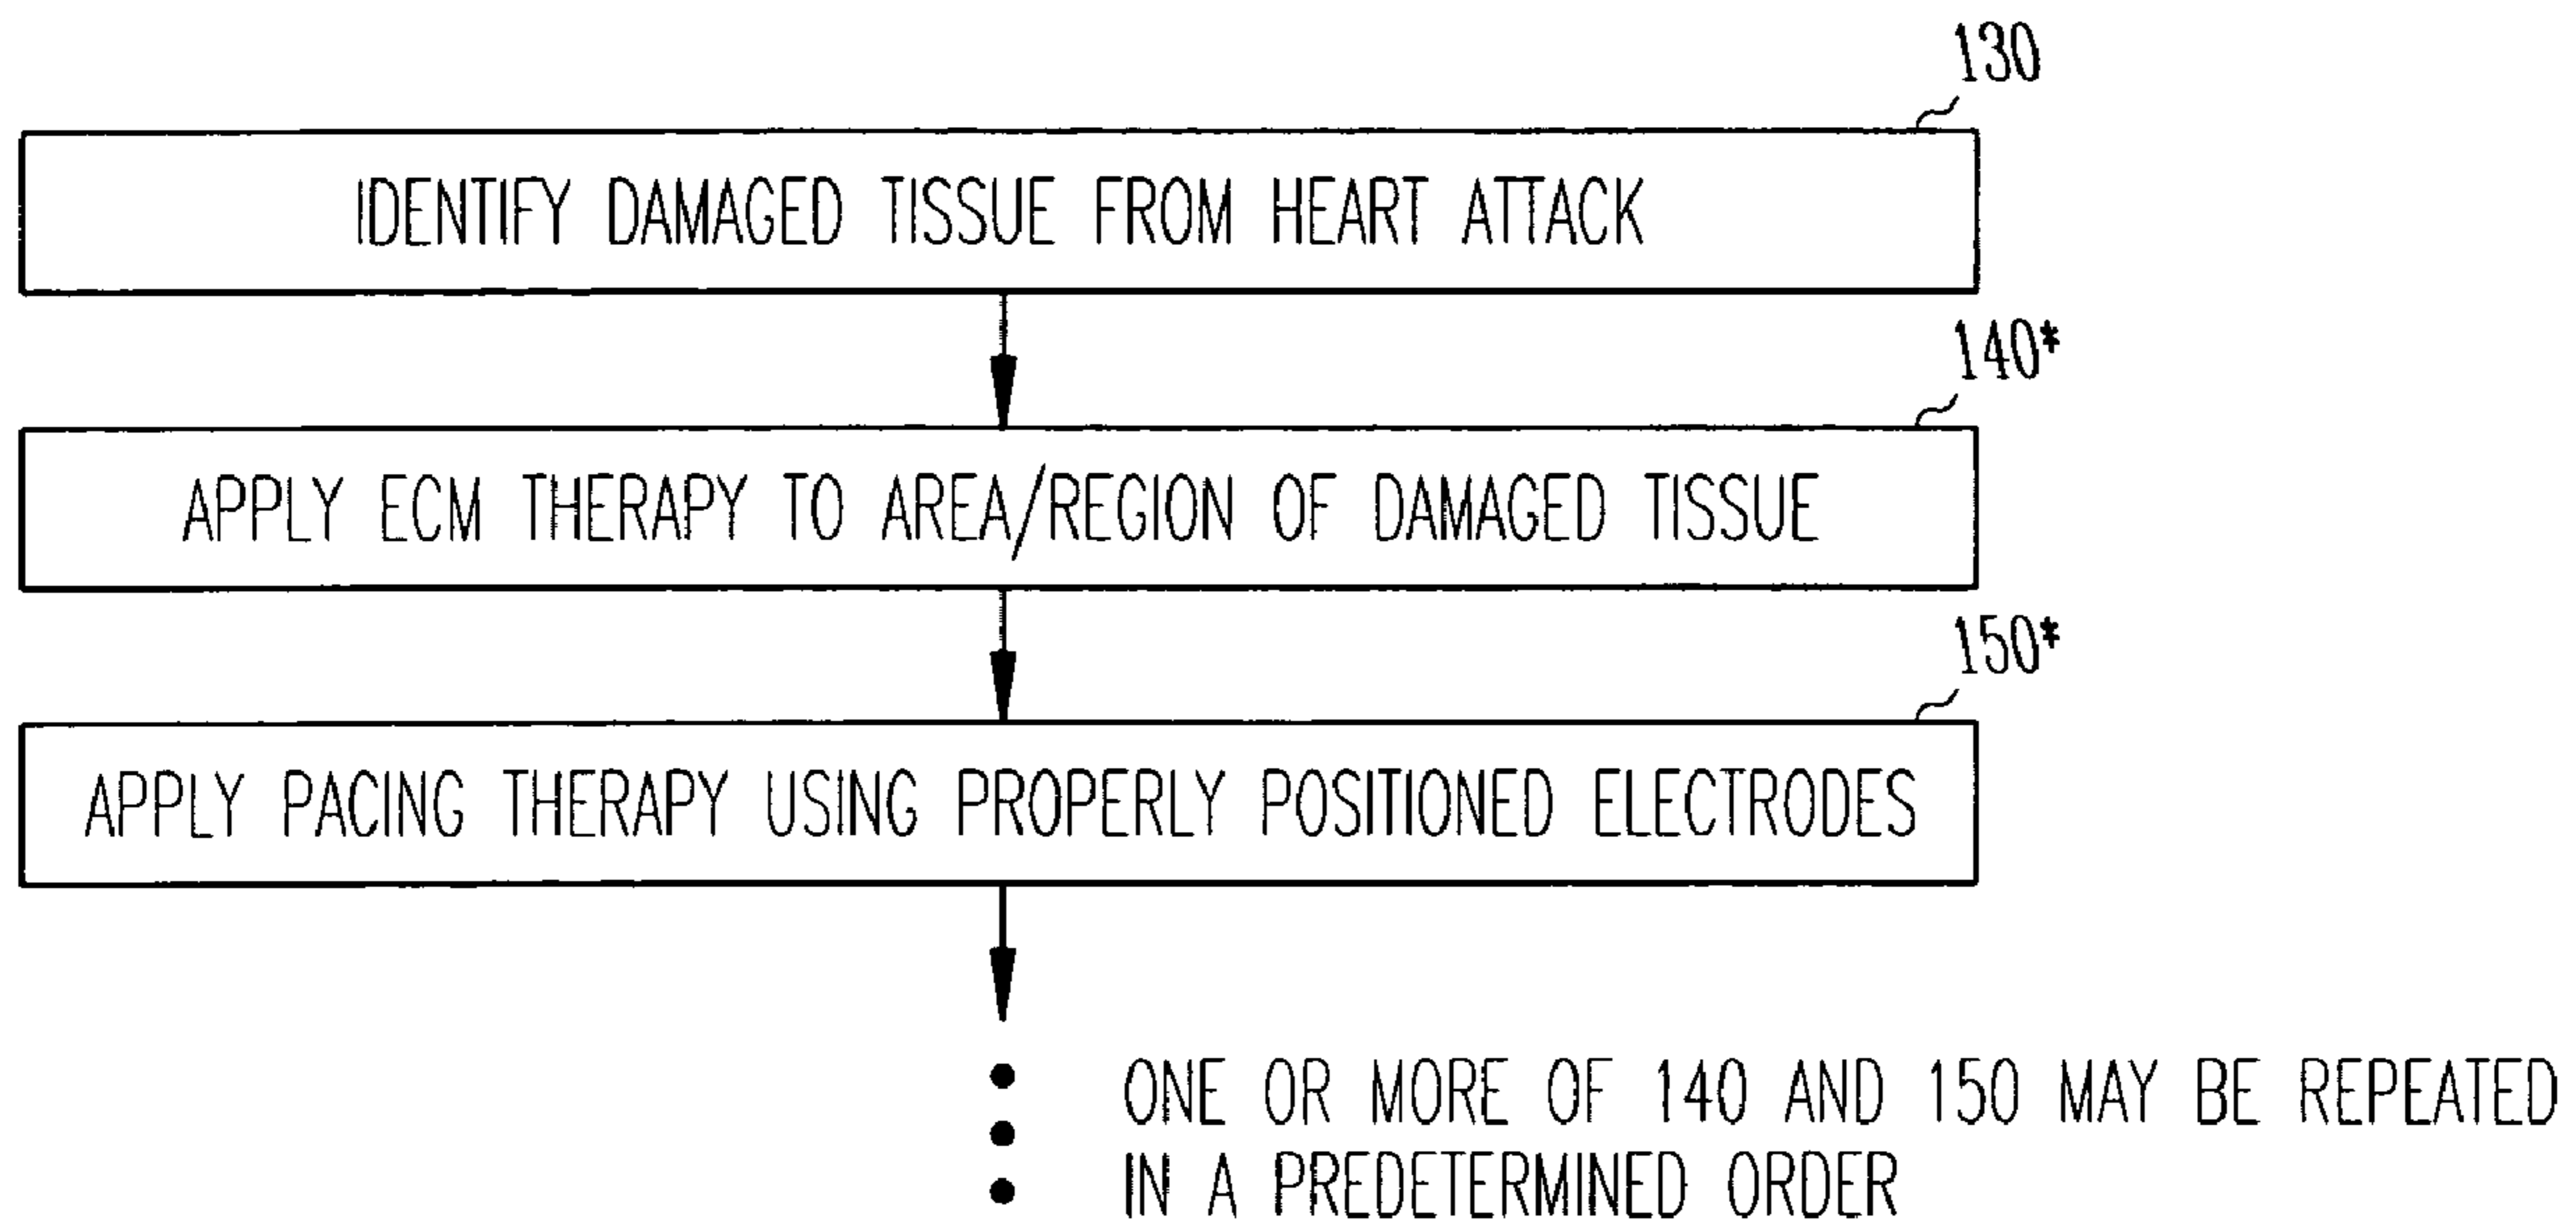 130
IDENTIFY DAMAGED TISSUE FROM HEART ATTACK
140*
APPLY ECM THERAPY TO AREA/REGION OF DAMAGED TISSUE
150*
APPLY PACING THERAPY USING PROPERLY POSITIONED ELECTRODES
ONE OR MORE OF 140 AND 150 MAY BE REPEATED
IN A PREDETERMINED ORDER